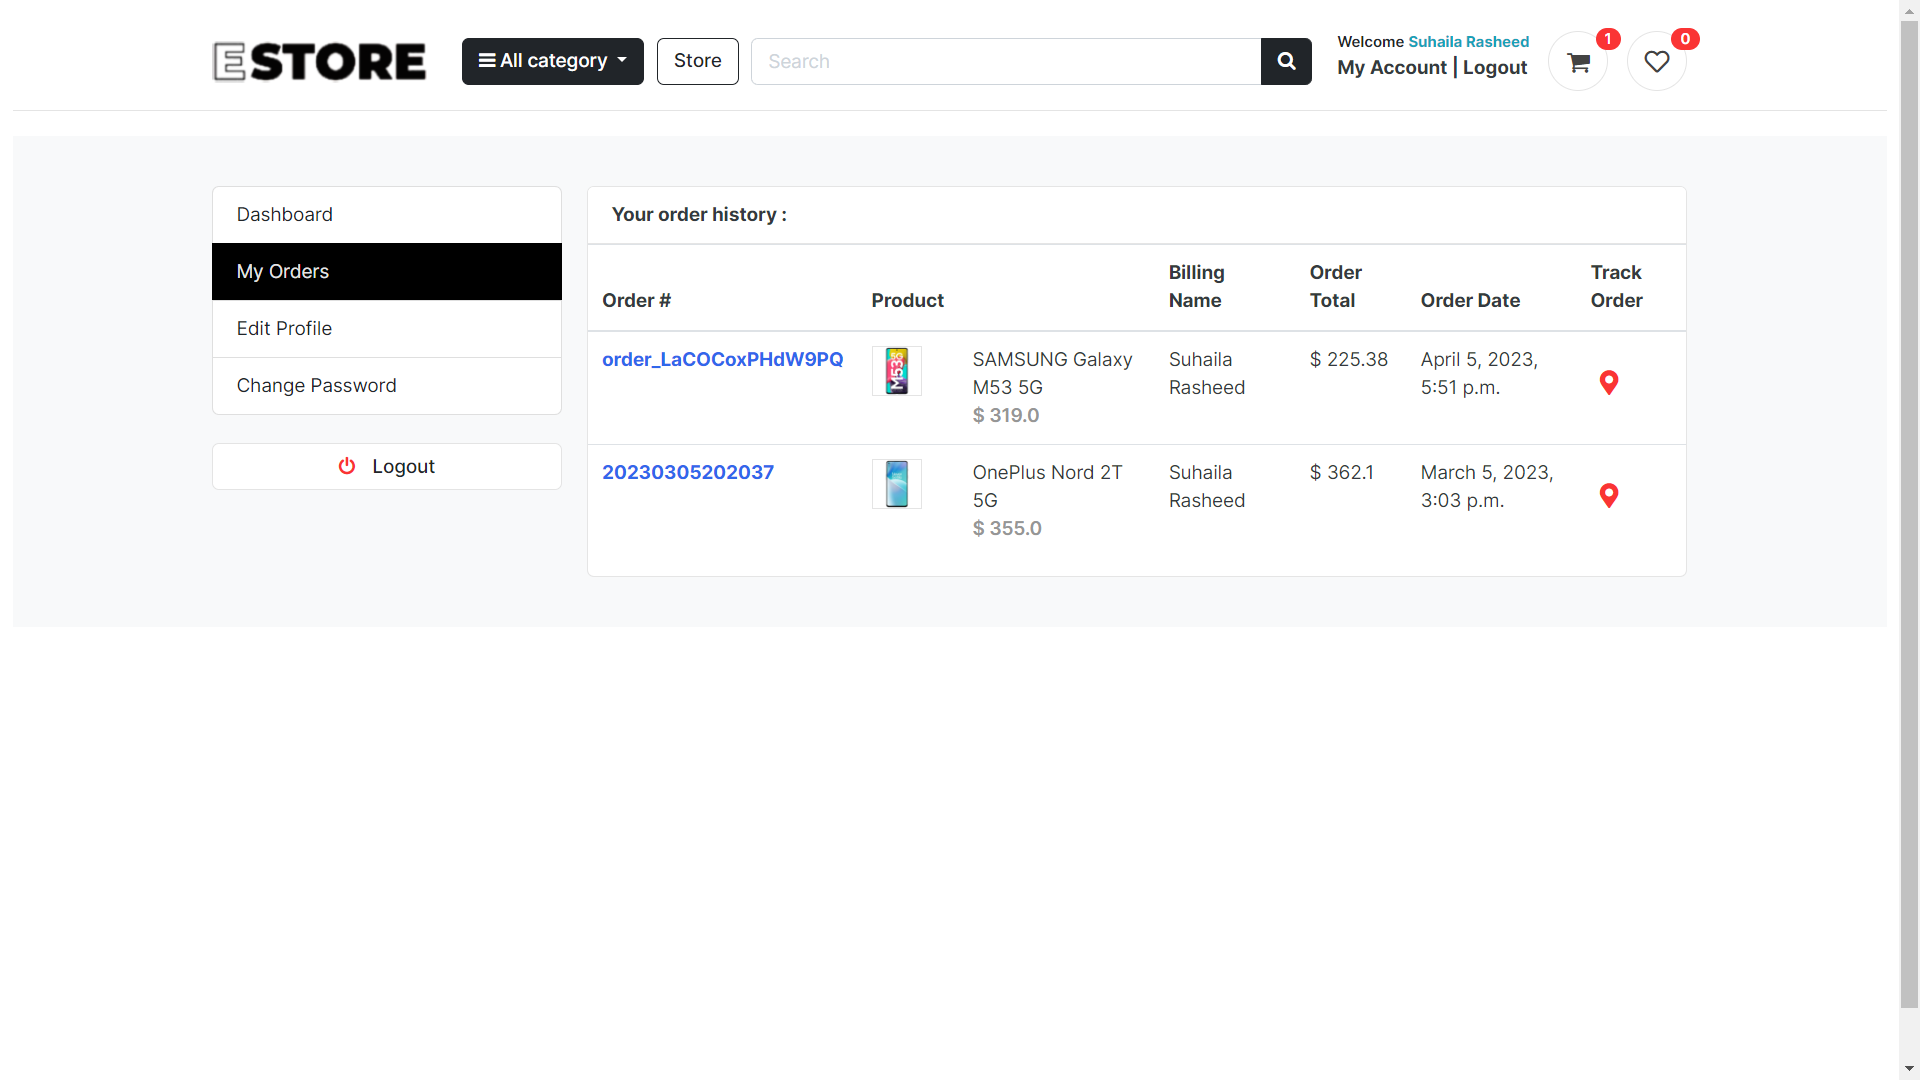 ESTORE
All category
Store
Search
Welcome Suhaila Rasheed
My Account | Logout
1
0
Dashboard
My Orders
Edit Profile
Change Password
Logout
Your order history :
Order #
Product
Billing
Name
Order
Total
Order Date
Track
Order
order_LaCOCoxPHdW9PQ
M53 5G
SAMSUNG Galaxy
M53 5G
$ 319.0
Suhaila
Rasheed
$ 225.38
April 5, 2023,
5:51 p.m.
20230305202037
OnePlus Nord 2T
5G
$ 355.0
Suhaila
Rasheed
$ 362.1
March 5, 2023,
3:03 p.m.